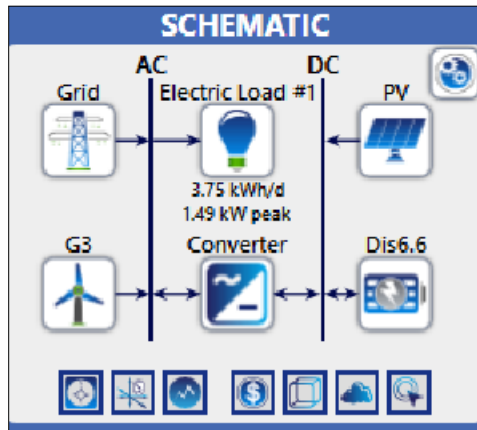 SCHEMATIC
AC DC
Grid Electric Load #1 PV
3.75 kWh/d
1.49 kW peak
G3 Converter Dis6.6